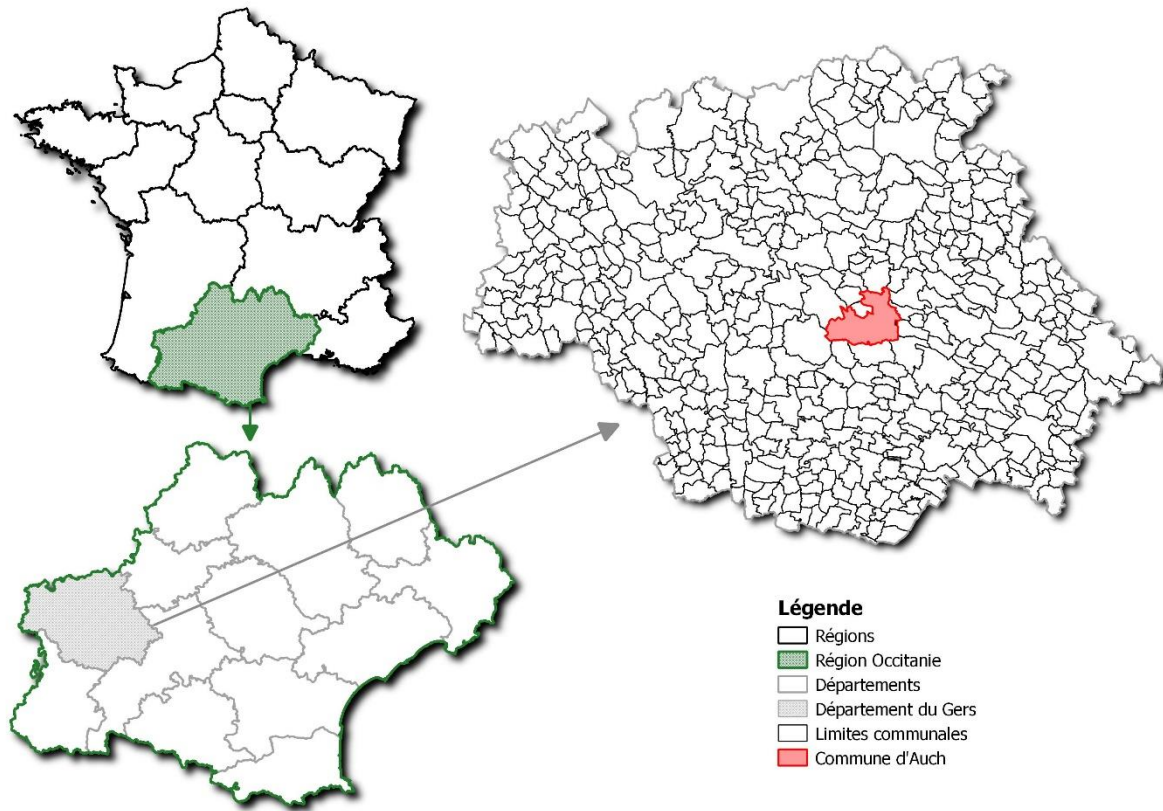 Légende
Régions
Région Occitanie
Départements
Département du Gers
Limites communales
Commune d'Auch